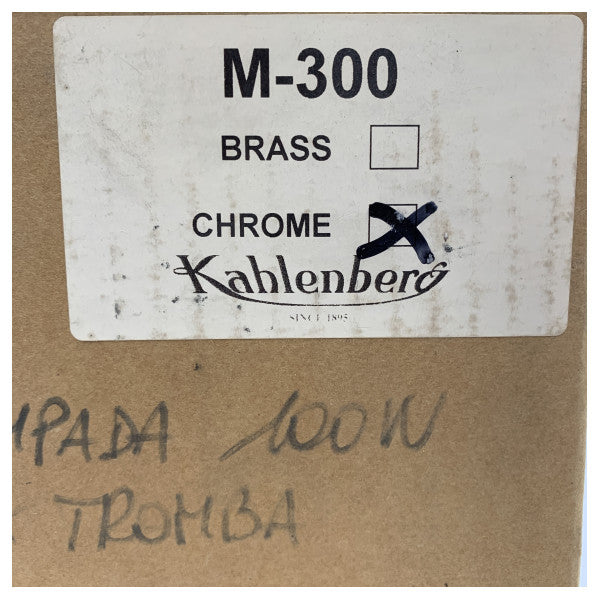 M-300
BRASS
CHROME
Kahlenberg
SINCE 1895
MPADA 100W
TROMBA